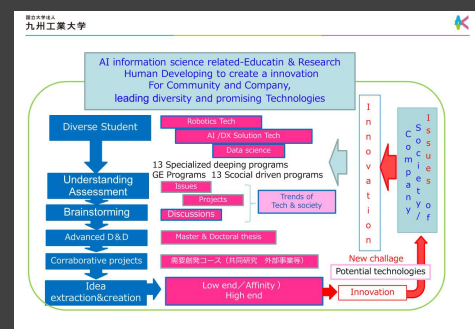 国立大学法人
九州工業大学
AI information science related-Educatin & Research
Human Developing to create a innovation
For Community and Company,
leading diversity and promising Technologies
Diverse Student
Robotics Tech
AI /DX Solution Tech
Data science
13 Specialized deeping programs
GE Programs 13 Scocial driven programs
Understanding
Assessment
Issues
Projects
Discussions
Trends of
Tech & society
Brainstorming
Advanced D&D
Master & Doctoral thesis
Corraborative projects
需要創発コース（共同研究 外部事業等）
Idea
extraction&creation
Low end／Affinity）
High end
Innovation
Issues of
Society/
Company
New challage
Potential technologies
Innovation